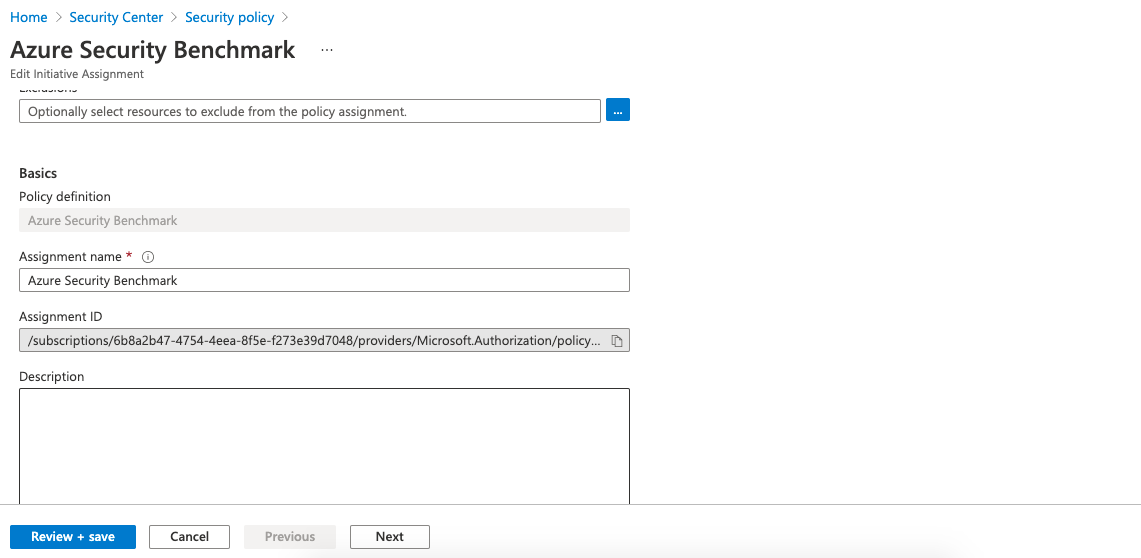 Home > Security Center > Security policy >
Azure Security Benchmark ...
Edit Initiative Assignment
Exclusions
Optionally select resources to exclude from the policy assignment.
...
Basics
Policy definition
Azure Security Benchmark
Assignment name *
Azure Security Benchmark
Assignment ID
/subscriptions/6b8a2b47-4754-4eea-8f5e-f273e39d7048/providers/Microsoft.Authorization/policy...
Description
Review + save Cancel Previous Next